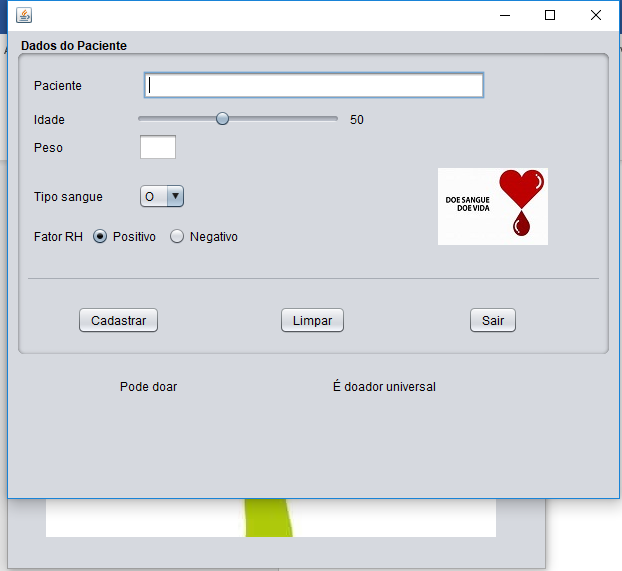 Dados do Paciente
Paciente
Idade 50
Peso
DOE SANGUE
DOE VIDA
Tipo sangue O
Fator RH Positivo Negativo
Cadastrar Limpar Sair
Pode doar É doador universal